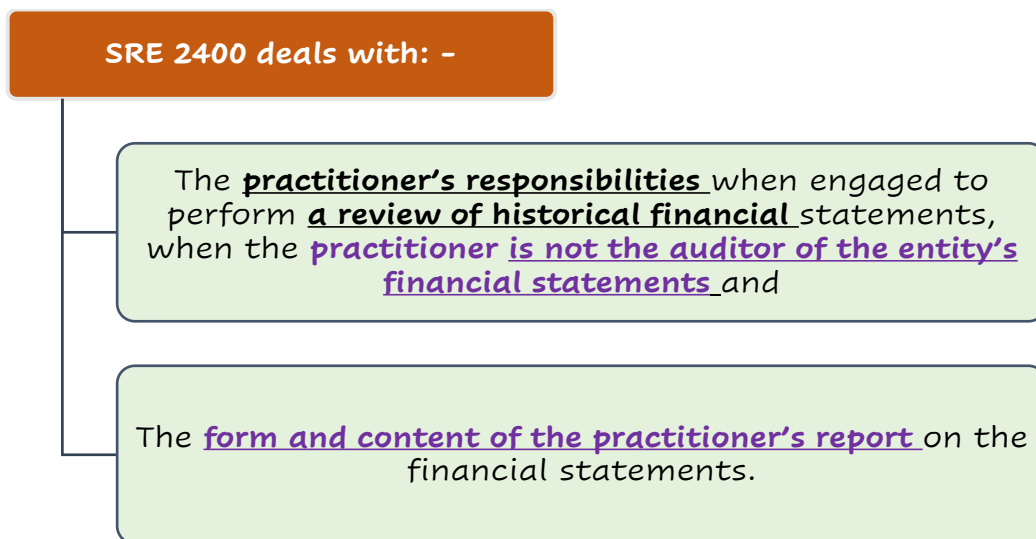 SRE 2400 deals with: -
The practitioner’s responsibilities when engaged to
perform a review of historical financial statements,
when the practitioner is not the auditor of the entity’s
financial statements and
The form and content of the practitioner’s report on the
financial statements.